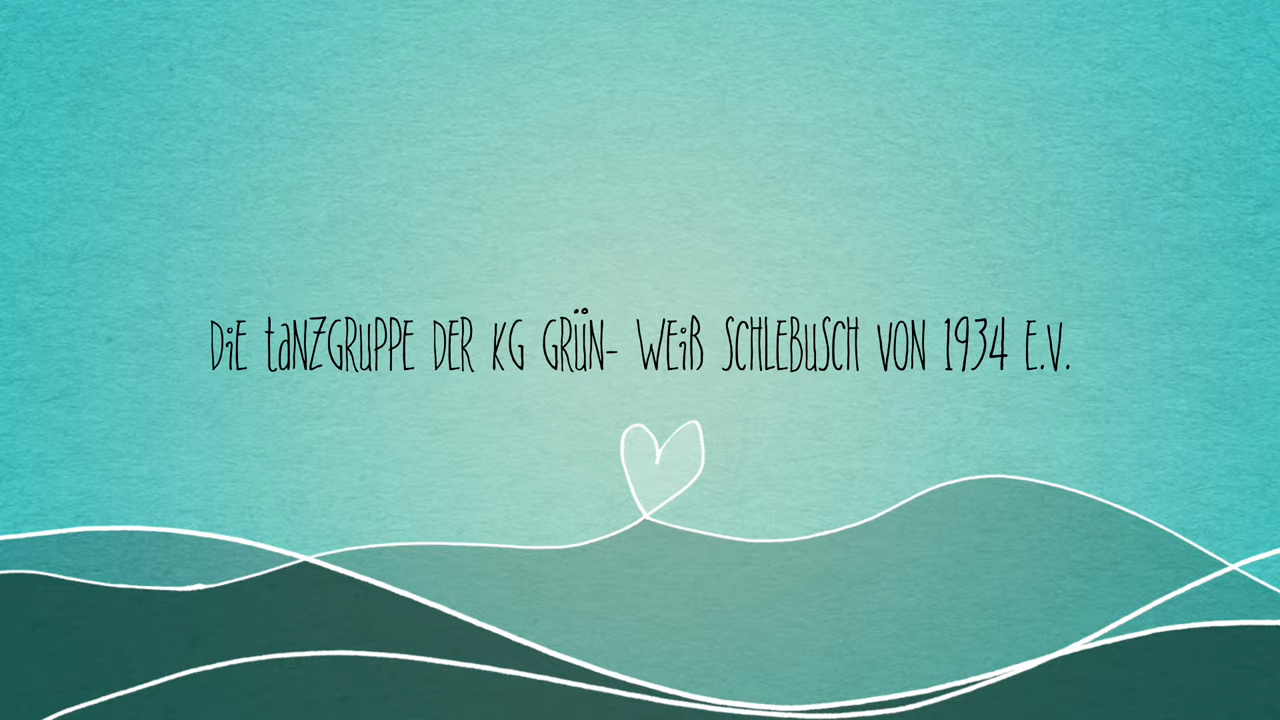 DiE taNZGRuPPE DER KG GRÜN- WEiß SCHLEBuSCH VON 1934 E.V.